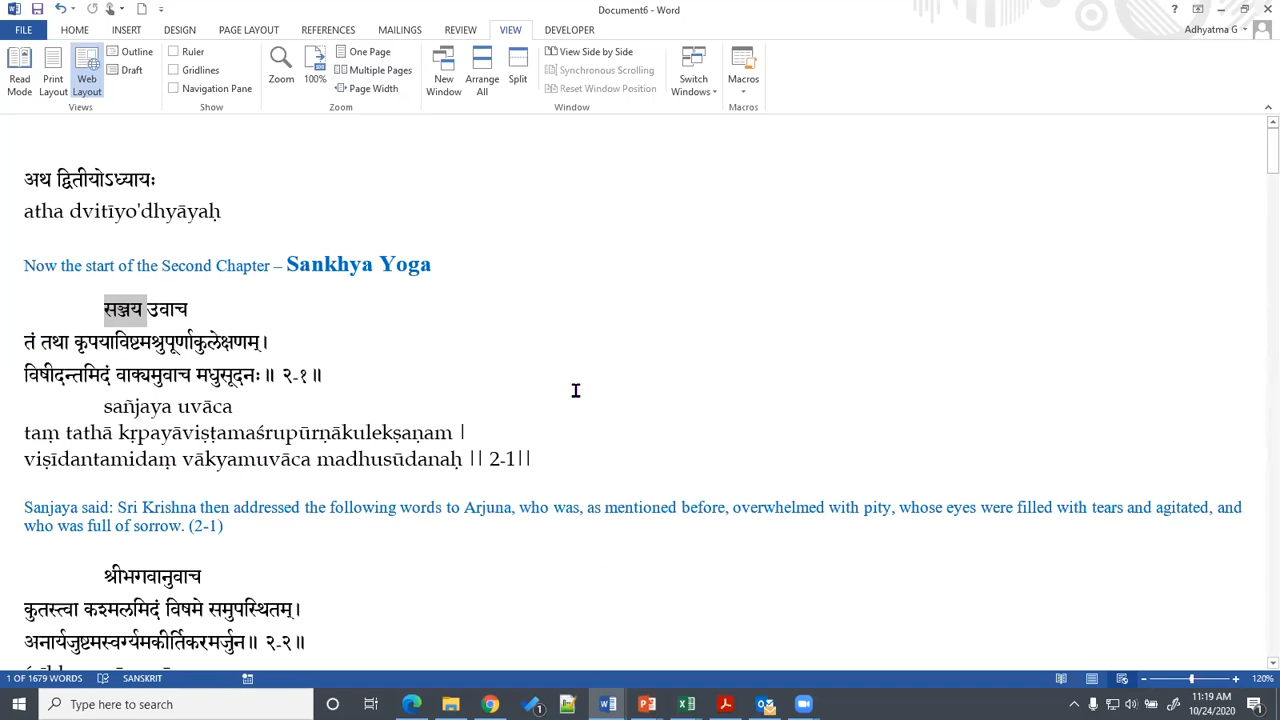 Document6 - Word
FILE HOME INSERT DESIGN PAGE LAYOUT REFERENCES MAILINGS REVIEW VIEW DEVELOPER Adhyatma G
Read Mode
Print Layout
Web Layout
Outline
Draft
Views
Ruler
Gridlines
Navigation Pane
Show
Zoom
100%
One Page
Multiple Pages
Page Width
Zoom
New Window
Arrange All
Split
View Side by Side
Synchronous Scrolling
Reset Window Position
Window
Switch Windows
Macros
Macros
अथ द्वितीयोऽध्यायः
atha dvitīyo'dhyāyaḥ
Now the start of the Second Chapter – Sankhya Yoga
सञ्जय उवाच
तं तथा कृपयाविष्टमश्रुपूर्णाकुलेक्षणम्।
विषीदन्तमिदं वाक्यमुवाच मधुसूदनः॥ २-१॥
sañjaya uvāca
taṃ tathā kṛpayāviṣṭamaśrupūrṇākulekṣaṇam |
viṣīdantamidaṃ vākyamuvāca madhusūdanaḥ || 2-1||
Sanjaya said: Sri Krishna then addressed the following words to Arjuna, who was, as mentioned before, overwhelmed with pity, whose eyes were filled with tears and agitated, and
who was full of sorrow. (2-1)
श्रीभगवानुवाच
कुतस्त्वा कश्मलमिदं विषमे समुपस्थितम्।
अनार्यजुष्टमस्वर्ग्यमकीर्तिकरमर्जुन॥ २-२॥
1 OF 1679 WORDS SANSKRIT 120%
Type here to search
11:19 AM
10/24/2020